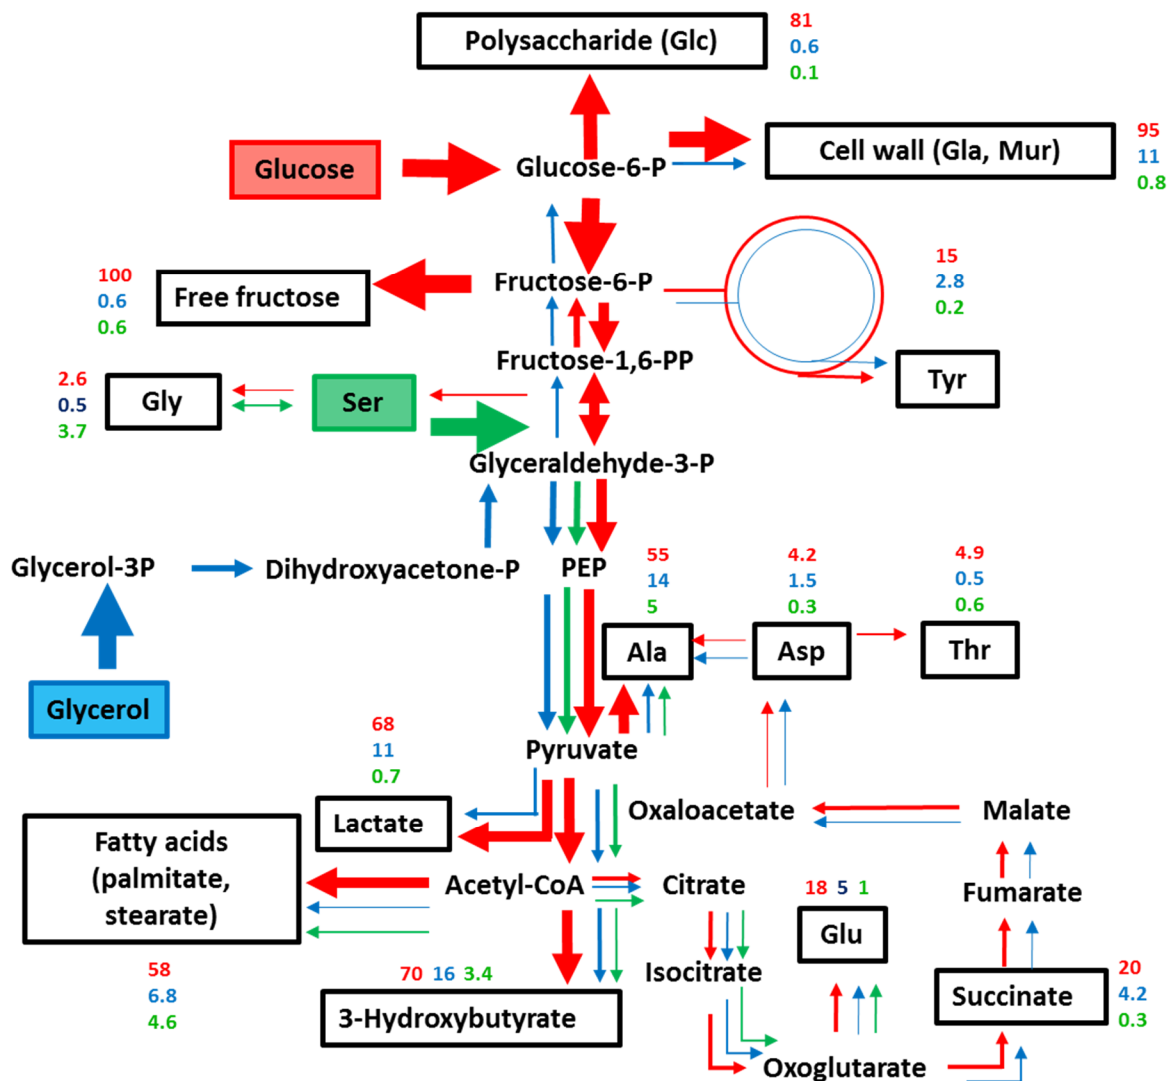 81
Polysaccharide (Glc)
0.6
0.1
95
Cell wall (Gla, Mur)
11
0.8
Glucose
Glucose-6-P
15
2.8
0.2
100
0.6
0.6
Free fructose
Fructose-6-P
Fructose-1,6-PP
Tyr
2.6
0.5
3.7
Gly
Ser
Glyceraldehyde-3-P
Glycerol-3P
Dihydroxyacetone-P
PEP
55
14
5
4.2
1.5
0.3
4.9
0.5
0.6
Ala
Asp
Thr
Glycerol
Pyruvate
68
11
0.7
Lactate
Oxaloacetate
Malate
Fatty acids
(palmitate,
stearate)
Acetyl-CoA
Citrate
18 5 1
Fumarate
Glu
58
6.8
4.6
70 16 3.4
3-Hydroxybutyrate
Isocitrate
Succinate
20
4.2
0.3
Oxoglutarate